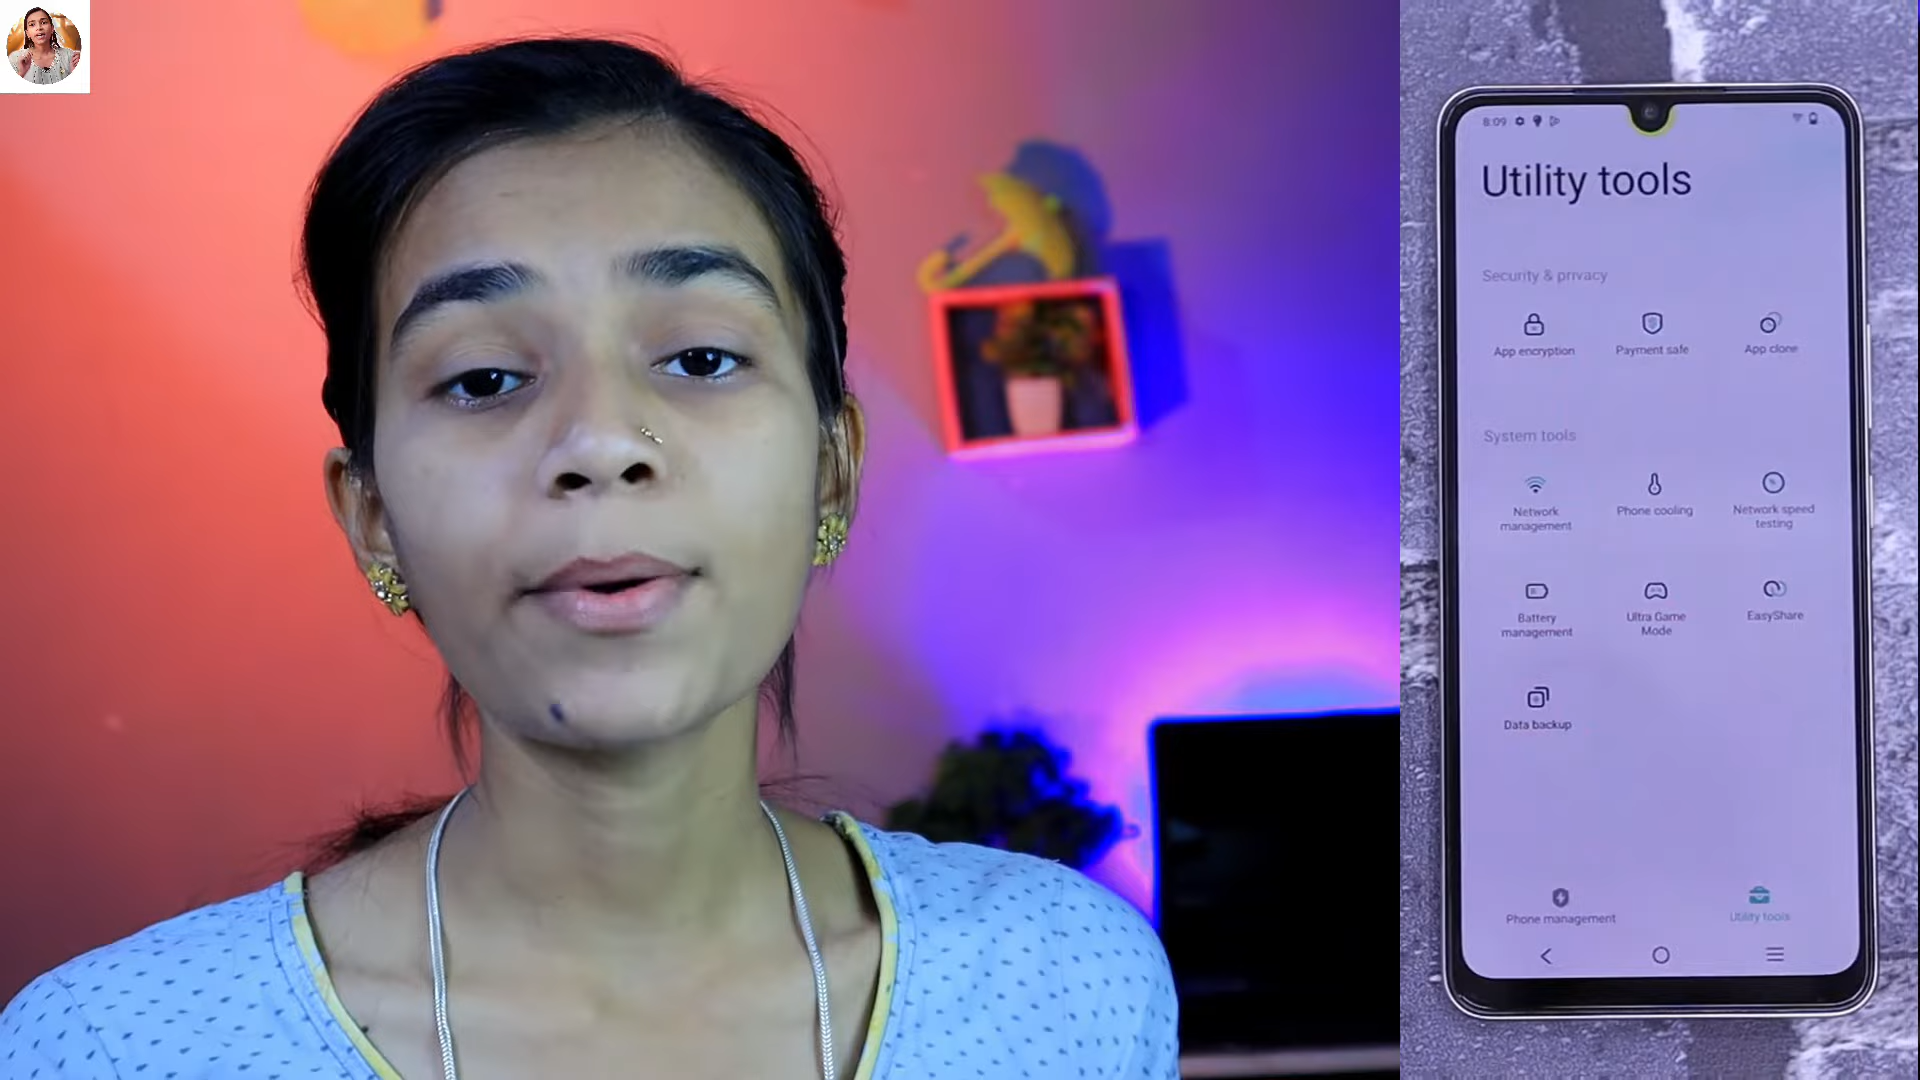 8:09
Utility tools
Security & privacy
App encryption
Payment safe
App clone
System tools
Network
management
Phone cooling
Network speed
testing
Battery
management
Ultra Game
Mode
EasyShare
Data backup
Phone management
Utility tools